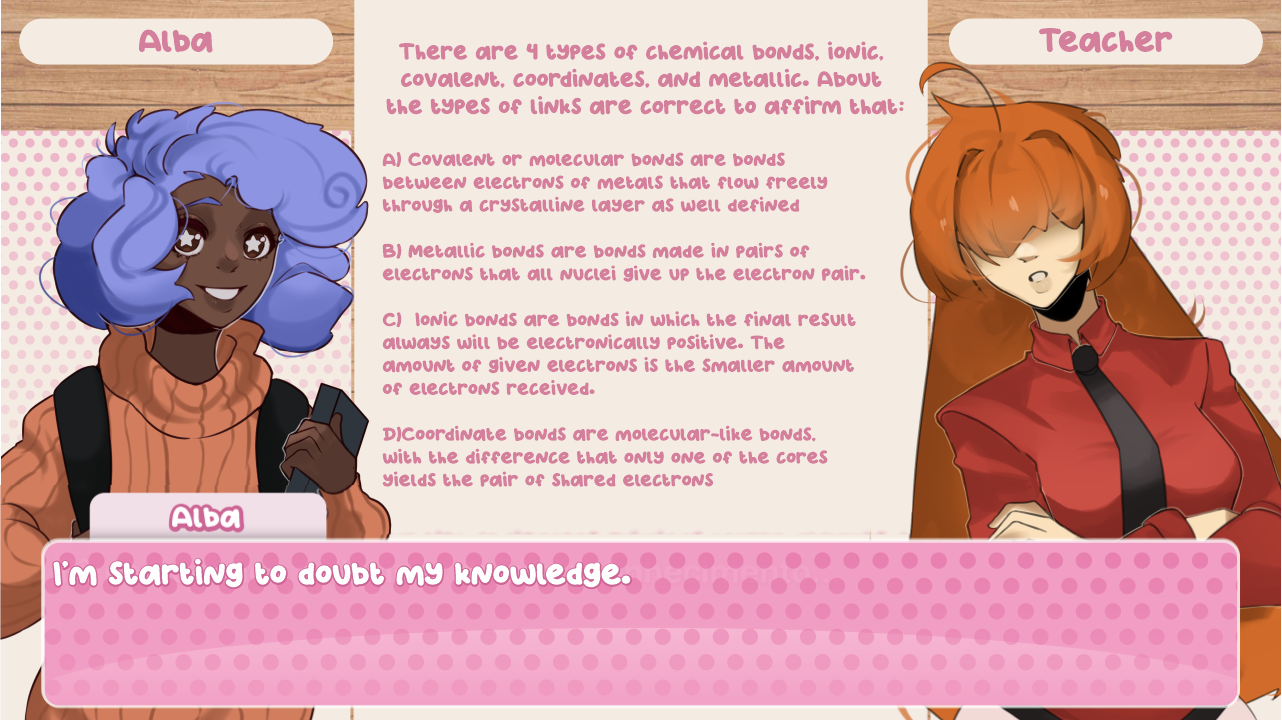 Alba
Teacher
There are 4 types of chemical bonds, ionic,
covalent, coordinates, and metallic. About
the types of links are correct to affirm that:
A) Covalent or molecular bonds are bonds
between electrons of metals that flow freely
through a crystalline layer as well defined
B) Metallic bonds are bonds made in pairs of
electrons that all nuclei give up the electron pair.
C) Ionic bonds are bonds in which the final result
always will be electronically positive. The
amount of given electrons is the smaller amount
of electrons received.
D)Coordinate bonds are molecular-like bonds,
with the difference that only one of the cores
yields the pair of shared electrons
Alba
I'm starting to doubt my knowledge.